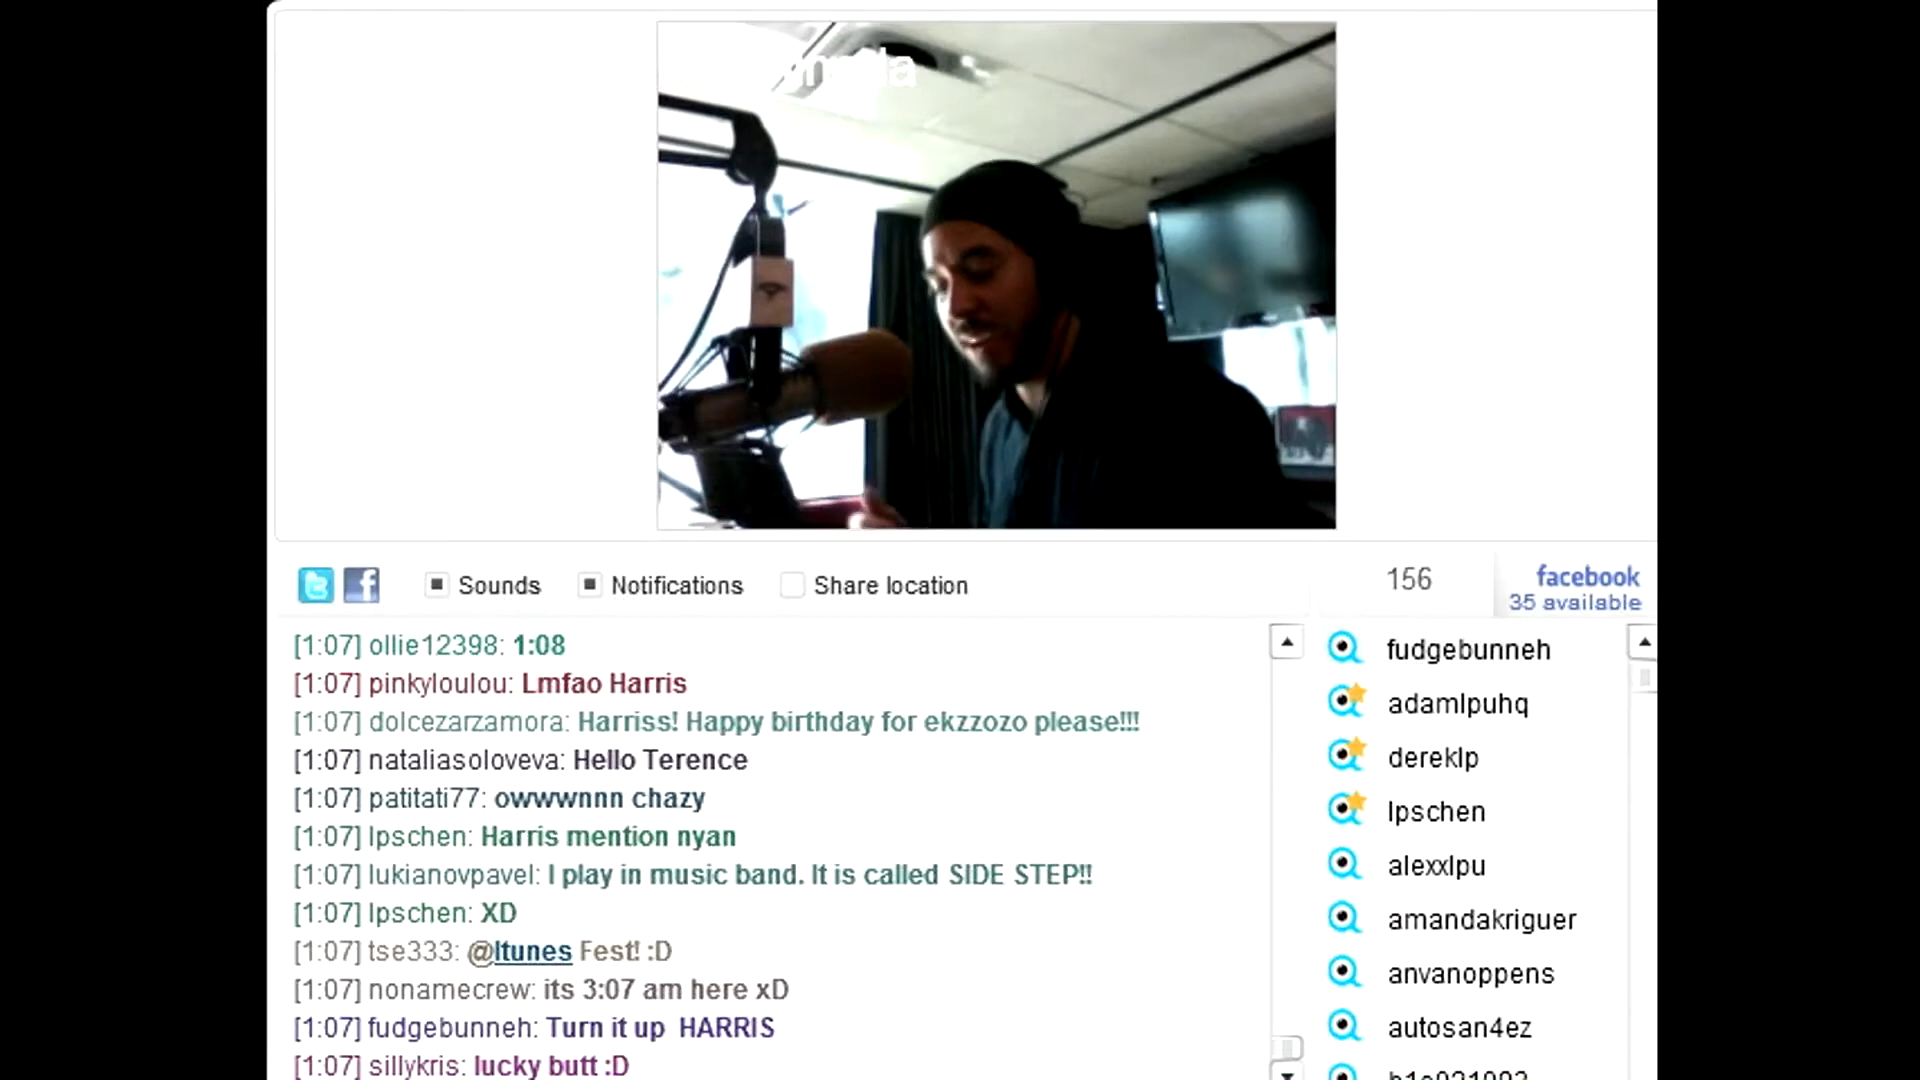 Sounds
Notifications
Share location
156
facebook
35 available
[1:07] ollie12398: 1:08
[1:07] pinkyloulou: Lmfao Harris
[1:07] dolcezarzamora: Harriss! Happy birthday for ekzzozo please!!!
[1:07] nataliasoloveva: Hello Terence
[1:07] patitati77: owwwnnn chazy
[1:07] lpschen: Harris mention nyan
[1:07] lukianovpavel: I play in music band. It is called SIDE STEP!!
[1:07] lpschen: XD
[1:07] tse333: @Itunes Fest! :D
[1:07] nonamecrew: its 3:07 am here xD
[1:07] fudgebunneh: Turn it up HARRIS
[1:07] sillykris: lucky butt :D
fudgebunneh
adamlpuhq
dereklp
lpschen
alexxlpu
amandakriguer
anvanoppens
autosan4ez